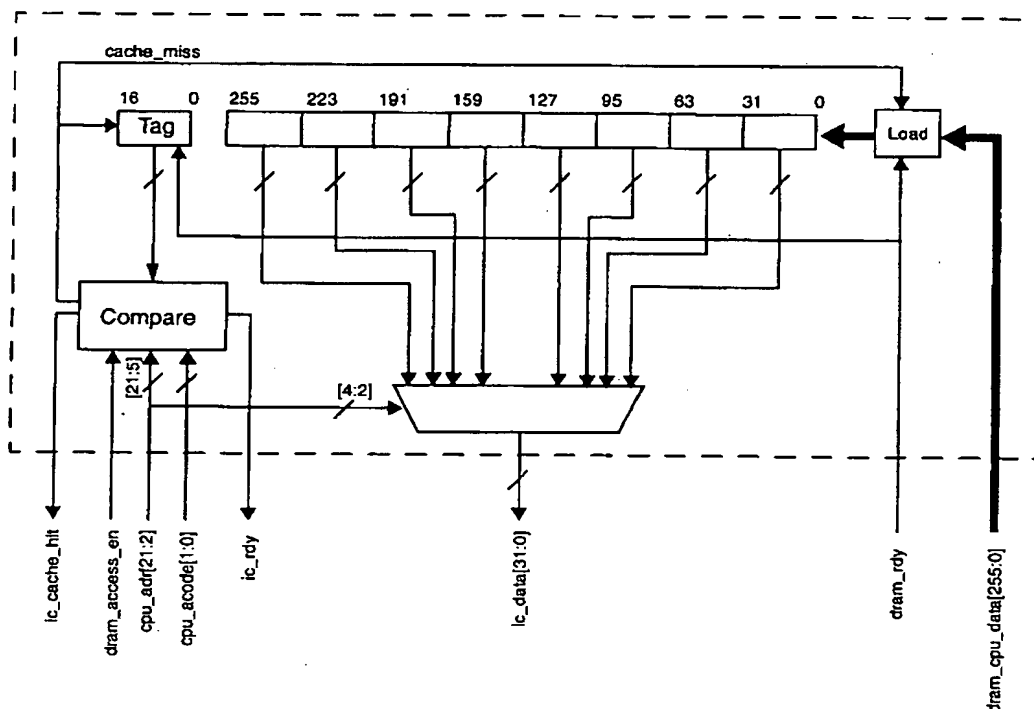 cache_miss
16 0 255 223 191 159 127 95 63 31 0
Tag
Load
Compare
[21:5]
[4:2]
ic_cache_hit
dram_access_en
cpu_adr[21:2]
cpu_acode[1:0]
ic_rdy
ic_data[31:0]
dram_rdy
dram_cpu_data[255:0]